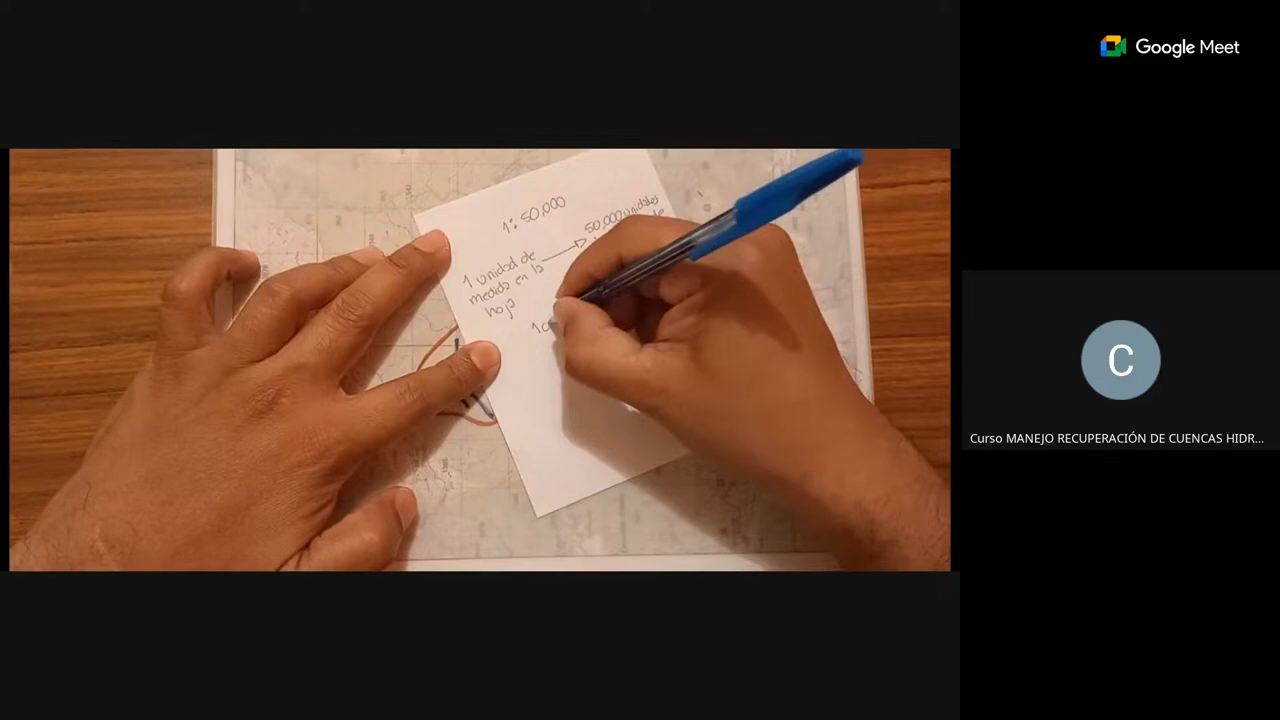 Google Meet
1:50,000
50,000 unidades
1 unidad de
medida en la
hoja
1c
C
Curso MANEJO RECUPERACIÓN DE CUENCAS HIDR...